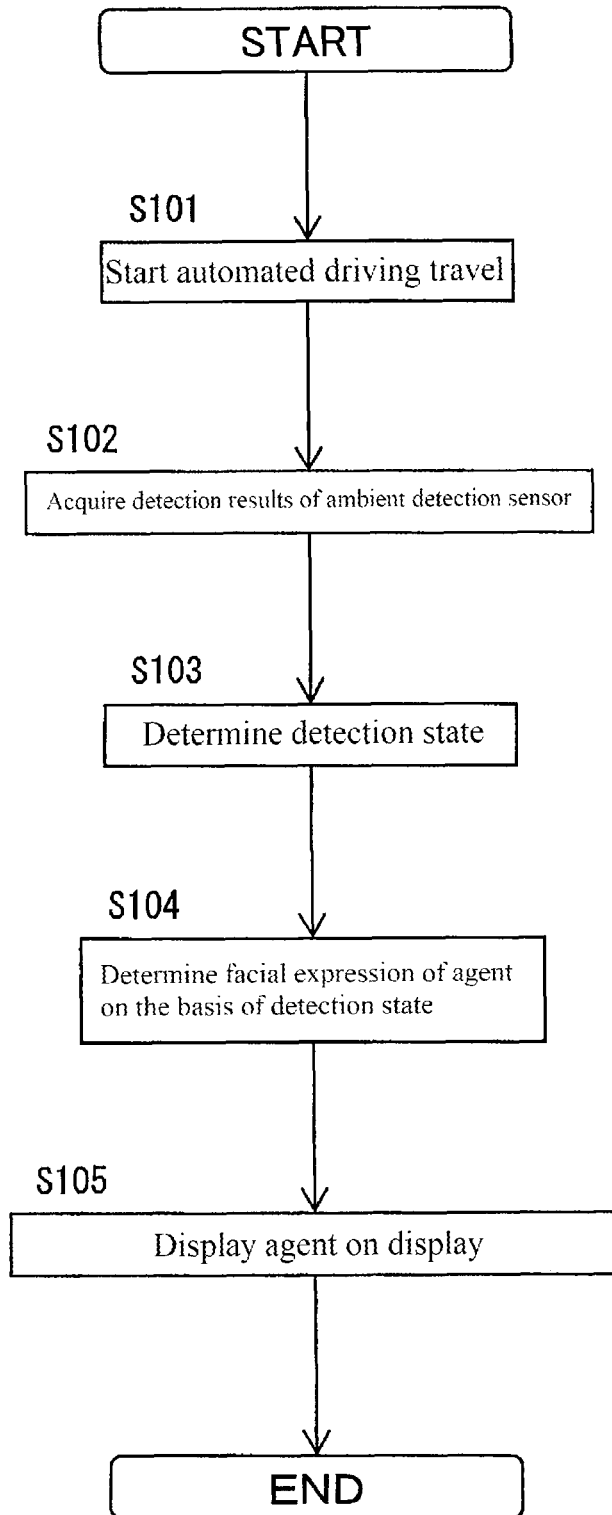 START
S101
Start automated driving travel
S102
Acquire detection results of ambient detection sensor
S103
Determine detection state
S104
Determine facial expression of agent
on the basis of detection state
S105
Display agent on display
END